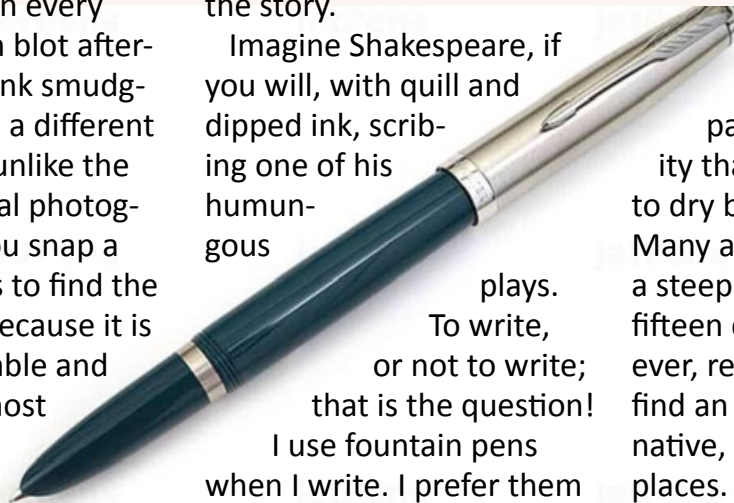 every
blot after-
nk smudg-
a different
unlike the
al photog-
u snap a
s to find the
ecause it is
able and
ost
the story.
Imagine Shakespeare, if
you will, with quill and
dipped ink, scrib-
ing one of his
humun-
gous
plays.
To write,
or not to write;
that is the question!
I use fountain pens
when I write. I prefer them
pa
ity tha
to dry b
Many a
a steep
fifteen
ever, re
find an
native,
places.